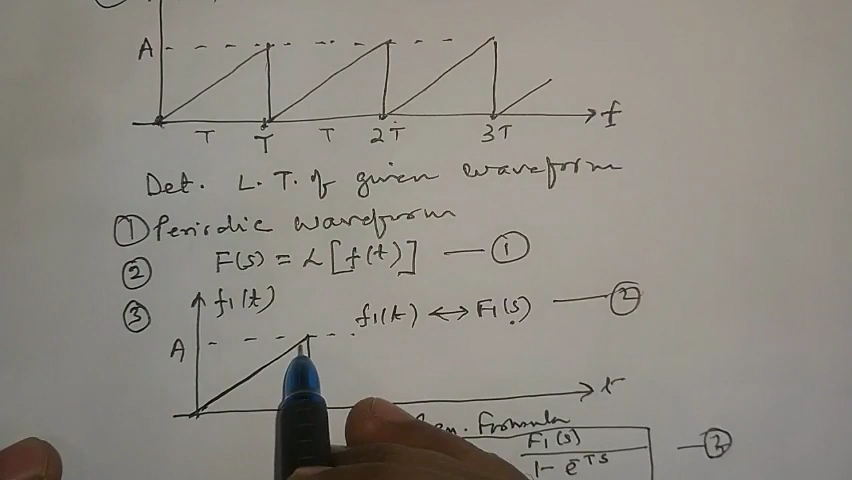 A
T T T 2T 3T f
Det. L. T. of given waveform
① Periodic waveform
② F(s) = L [f(t)] — ①
③ f1(t)
f1(t) ↔ F1(s) — ②
A
t
Formula
F1(s)
1 - e^-Ts